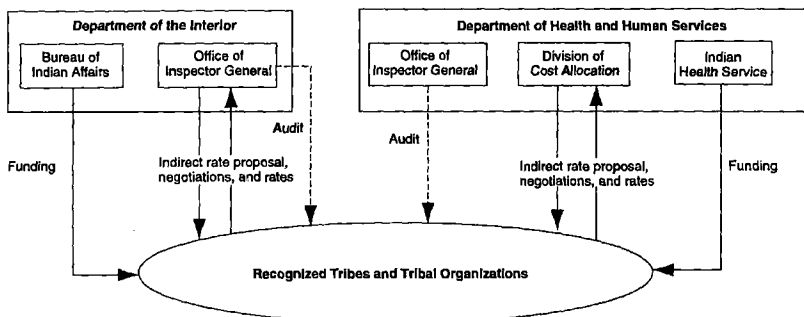 Department of the Interior
Bureau of
Indian Affairs
Office of
Inspector General
Department of Health and Human Services
Office of
Inspector General
Division of
Cost Allocation
Indian
Health Service
Funding
Indirect rate proposal,
negotiations, and rates
Audit
Audit
Indirect rate proposal,
negotiations, and rates
Funding
Recognized Tribes and Tribal Organizations